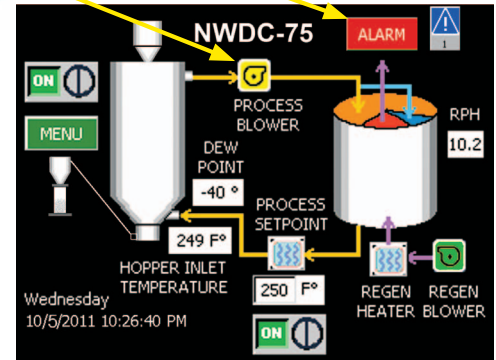 NWDC-75
ALARM
1
ON
PROCESS
BLOWER
RPH
10.2
MENU
DEW
POINT
-40 °
PROCESS
SETPOINT
249 F°
HOPPER INLET
TEMPERATURE
250 F°
REGEN
HEATER
REGEN
BLOWER
Wednesday
10/5/2011 10:26:40 PM
ON